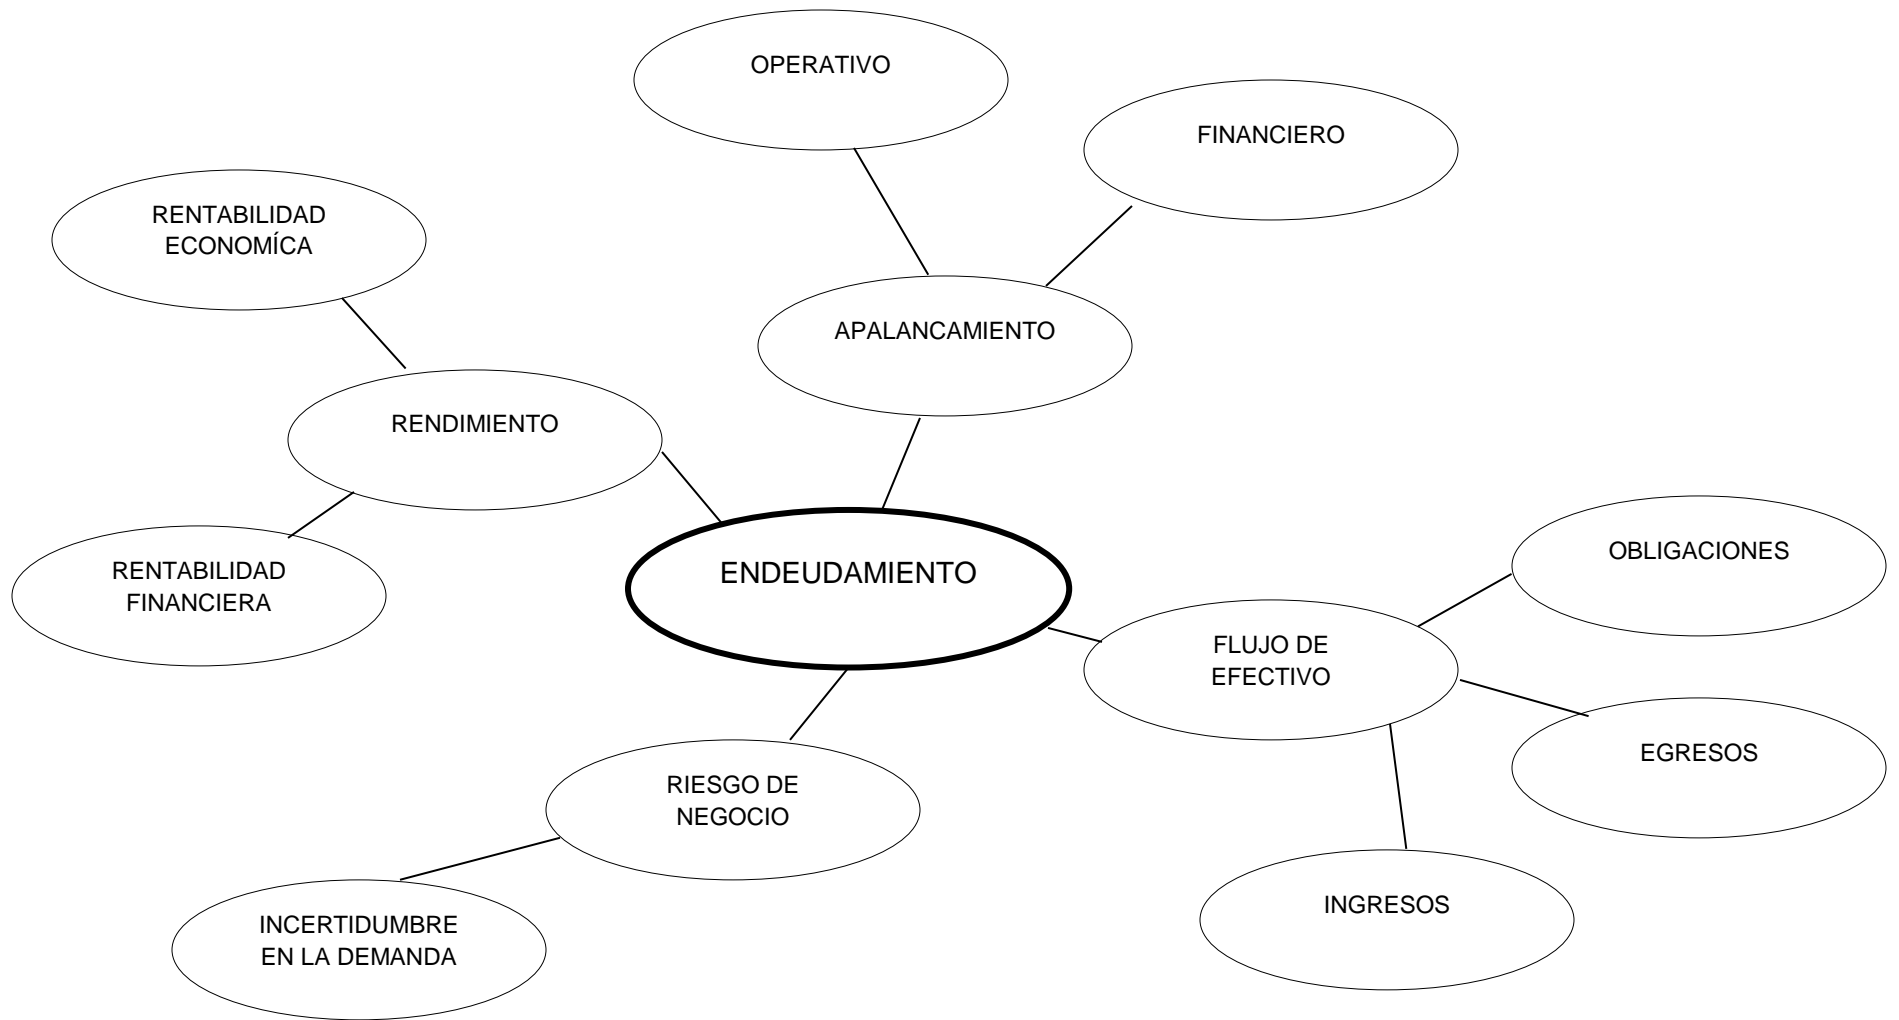 OPERATIVO
FINANCIERO
RENTABILIDAD
ECONOMÍCA
APALANCAMIENTO
RENDIMIENTO
ENDEUDAMIENTO
OBLIGACIONES
RENTABILIDAD
FINANCIERA
FLUJO DE
EFECTIVO
EGRESOS
RIESGO DE
NEGOCIO
INGRESOS
INCERTIDUMBRE
EN LA DEMANDA